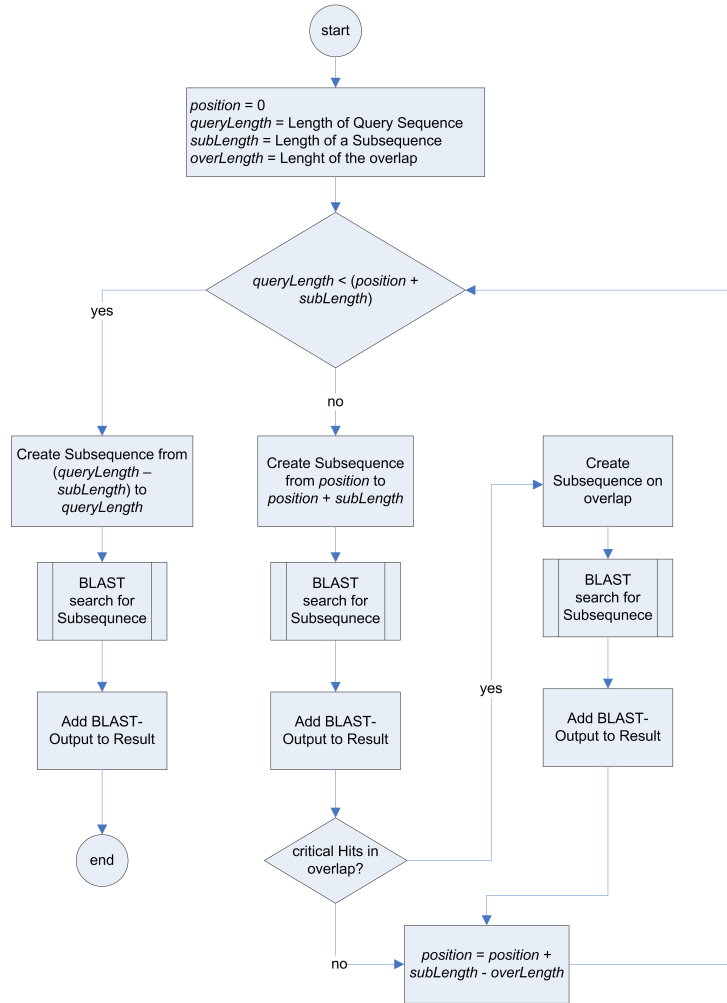 start
position = 0
queryLength = Length of Query Sequence
subLength = Length of a Subsequence
overLength = Lenght of the overlap
queryLength < (position +
subLength)
yes
no
Create Subsequence from
(queryLength –
subLength) to
queryLength
Create Subsequence
from position to
position + subLength
Create
Subsequence on
overlap
BLAST
search for
Subsequnece
BLAST
search for
Subsequnece
BLAST
search for
Subsequnece
yes
Add BLAST-
Output to Result
Add BLAST-
Output to Result
Add BLAST-
Output to Result
end
critical Hits in
overlap?
no
position = position +
subLength - overLength